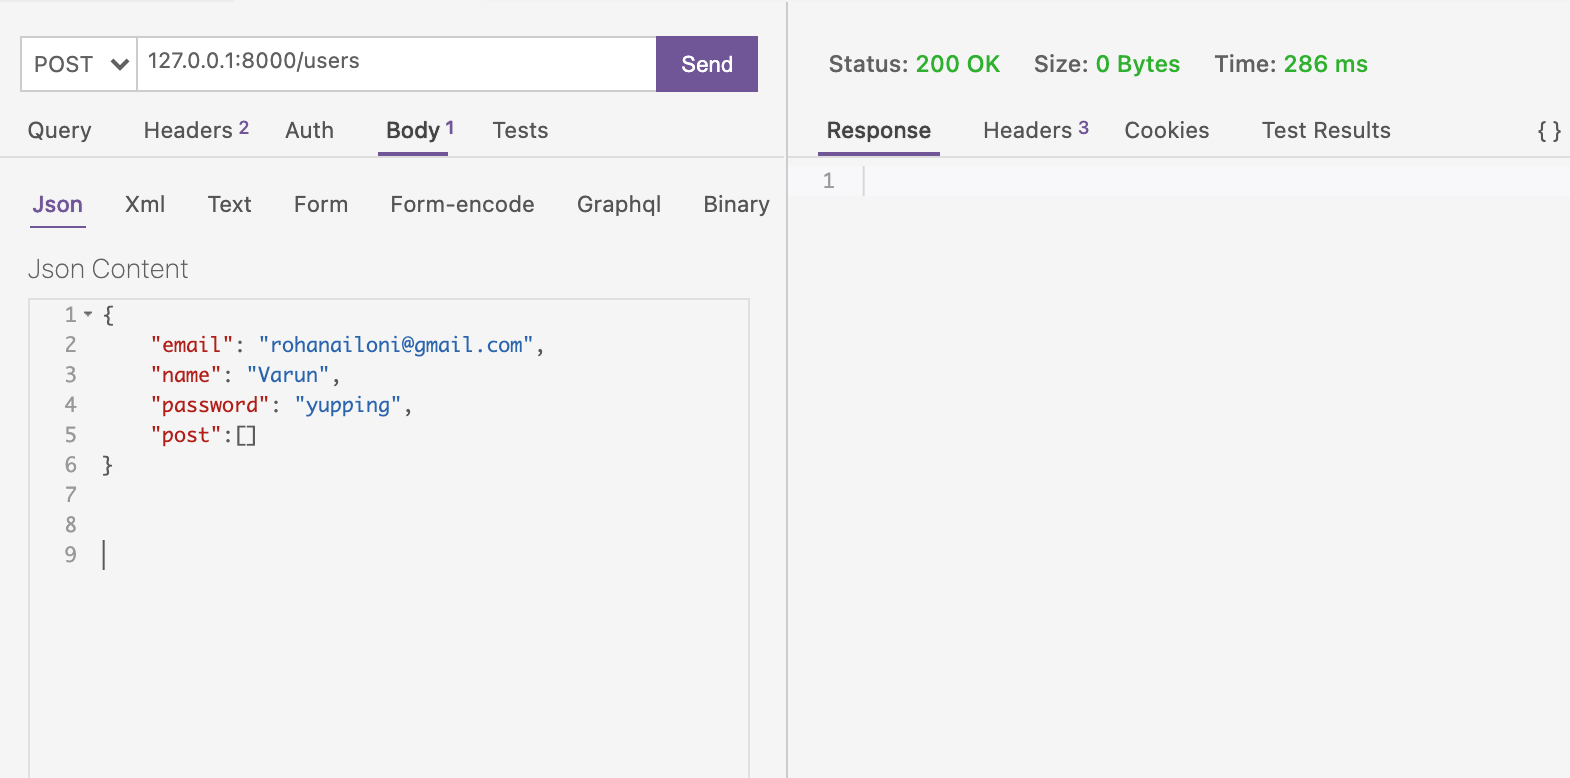 POST 127.0.0.1:8000/users Send
Query Headers 2 Auth Body 1 Tests
Json Xml Text Form Form-encode Graphql Binary
Json Content
1 {
2 "email": "rohanailoni@gmail.com",
3 "name": "Varun",
4 "password": "yupping",
5 "post":[]
6 }
7
8
9
Status: 200 OK Size: 0 Bytes Time: 286 ms
Response Headers 3 Cookies Test Results { }
1